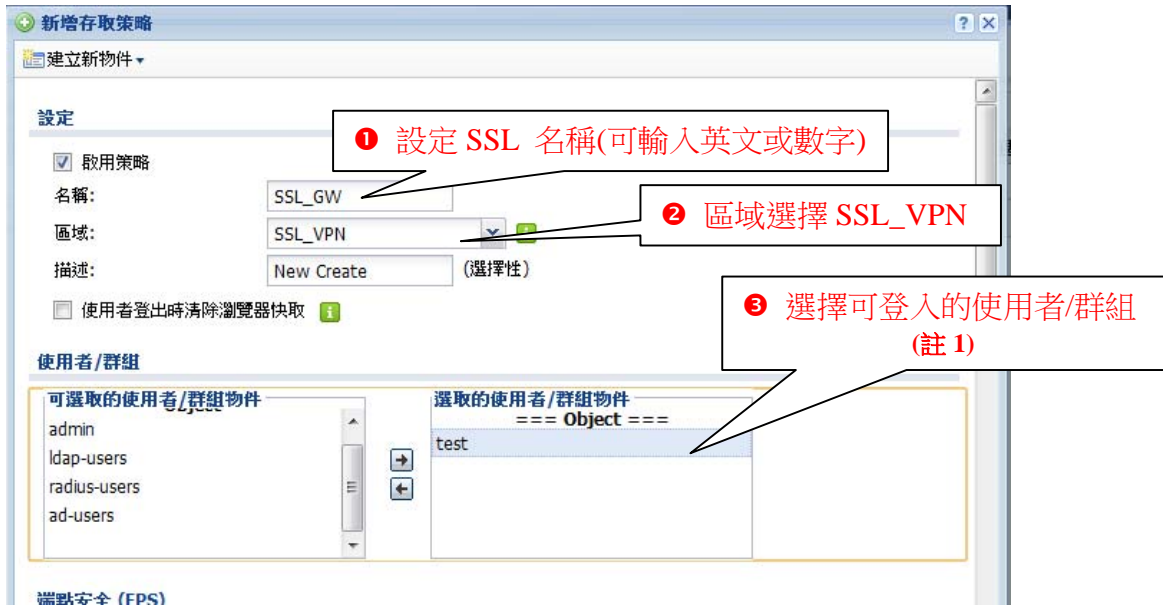 新增存取策略
建立新物件
設定
❶ 設定 SSL 名稱(可輸入英文或數字)
啟用策略
名稱: SSL_GW
❷ 區域選擇 SSL_VPN
區域: SSL_VPN
描述: New Create (選擇性)
使用者登出時清除瀏覽器快取
❸ 選擇可登入的使用者/群組
(註 1)
使用者/群組
可選取的使用者/群組物件
選取的使用者/群組物件
=== Object ===
admin
ldap-users
radius-users
ad-users
test
端點安全 (EPS)